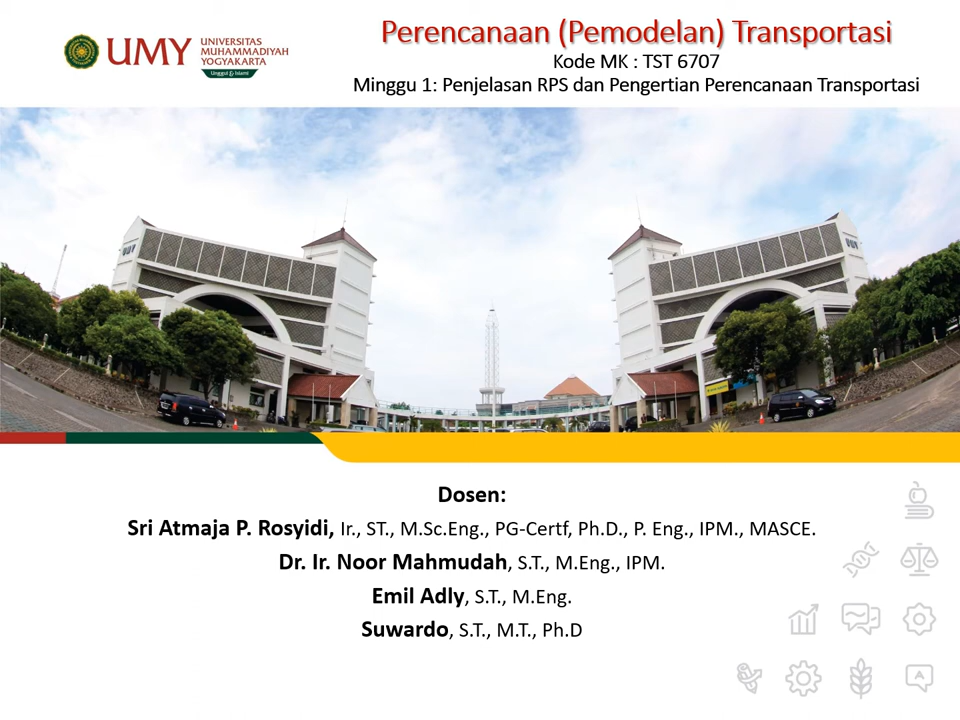 UMY
UNIVERSITAS
MUHAMMADIYAH
YOGYAKARTA
Unggul & Islami
Perencanaan (Pemodelan) Transportasi
Kode MK : TST 6707
Minggu 1: Penjelasan RPS dan Pengertian Perencanaan Transportasi
UMY
UMY
Dosen:
Sri Atmaja P. Rosyidi, Ir., ST., M.Sc.Eng., PG-Certf, Ph.D., P. Eng., IPM., MASCE.
Dr. Ir. Noor Mahmudah, S.T., M.Eng., IPM.
Emil Adly, S.T., M.Eng.
Suwardo, S.T., M.T., Ph.D
A